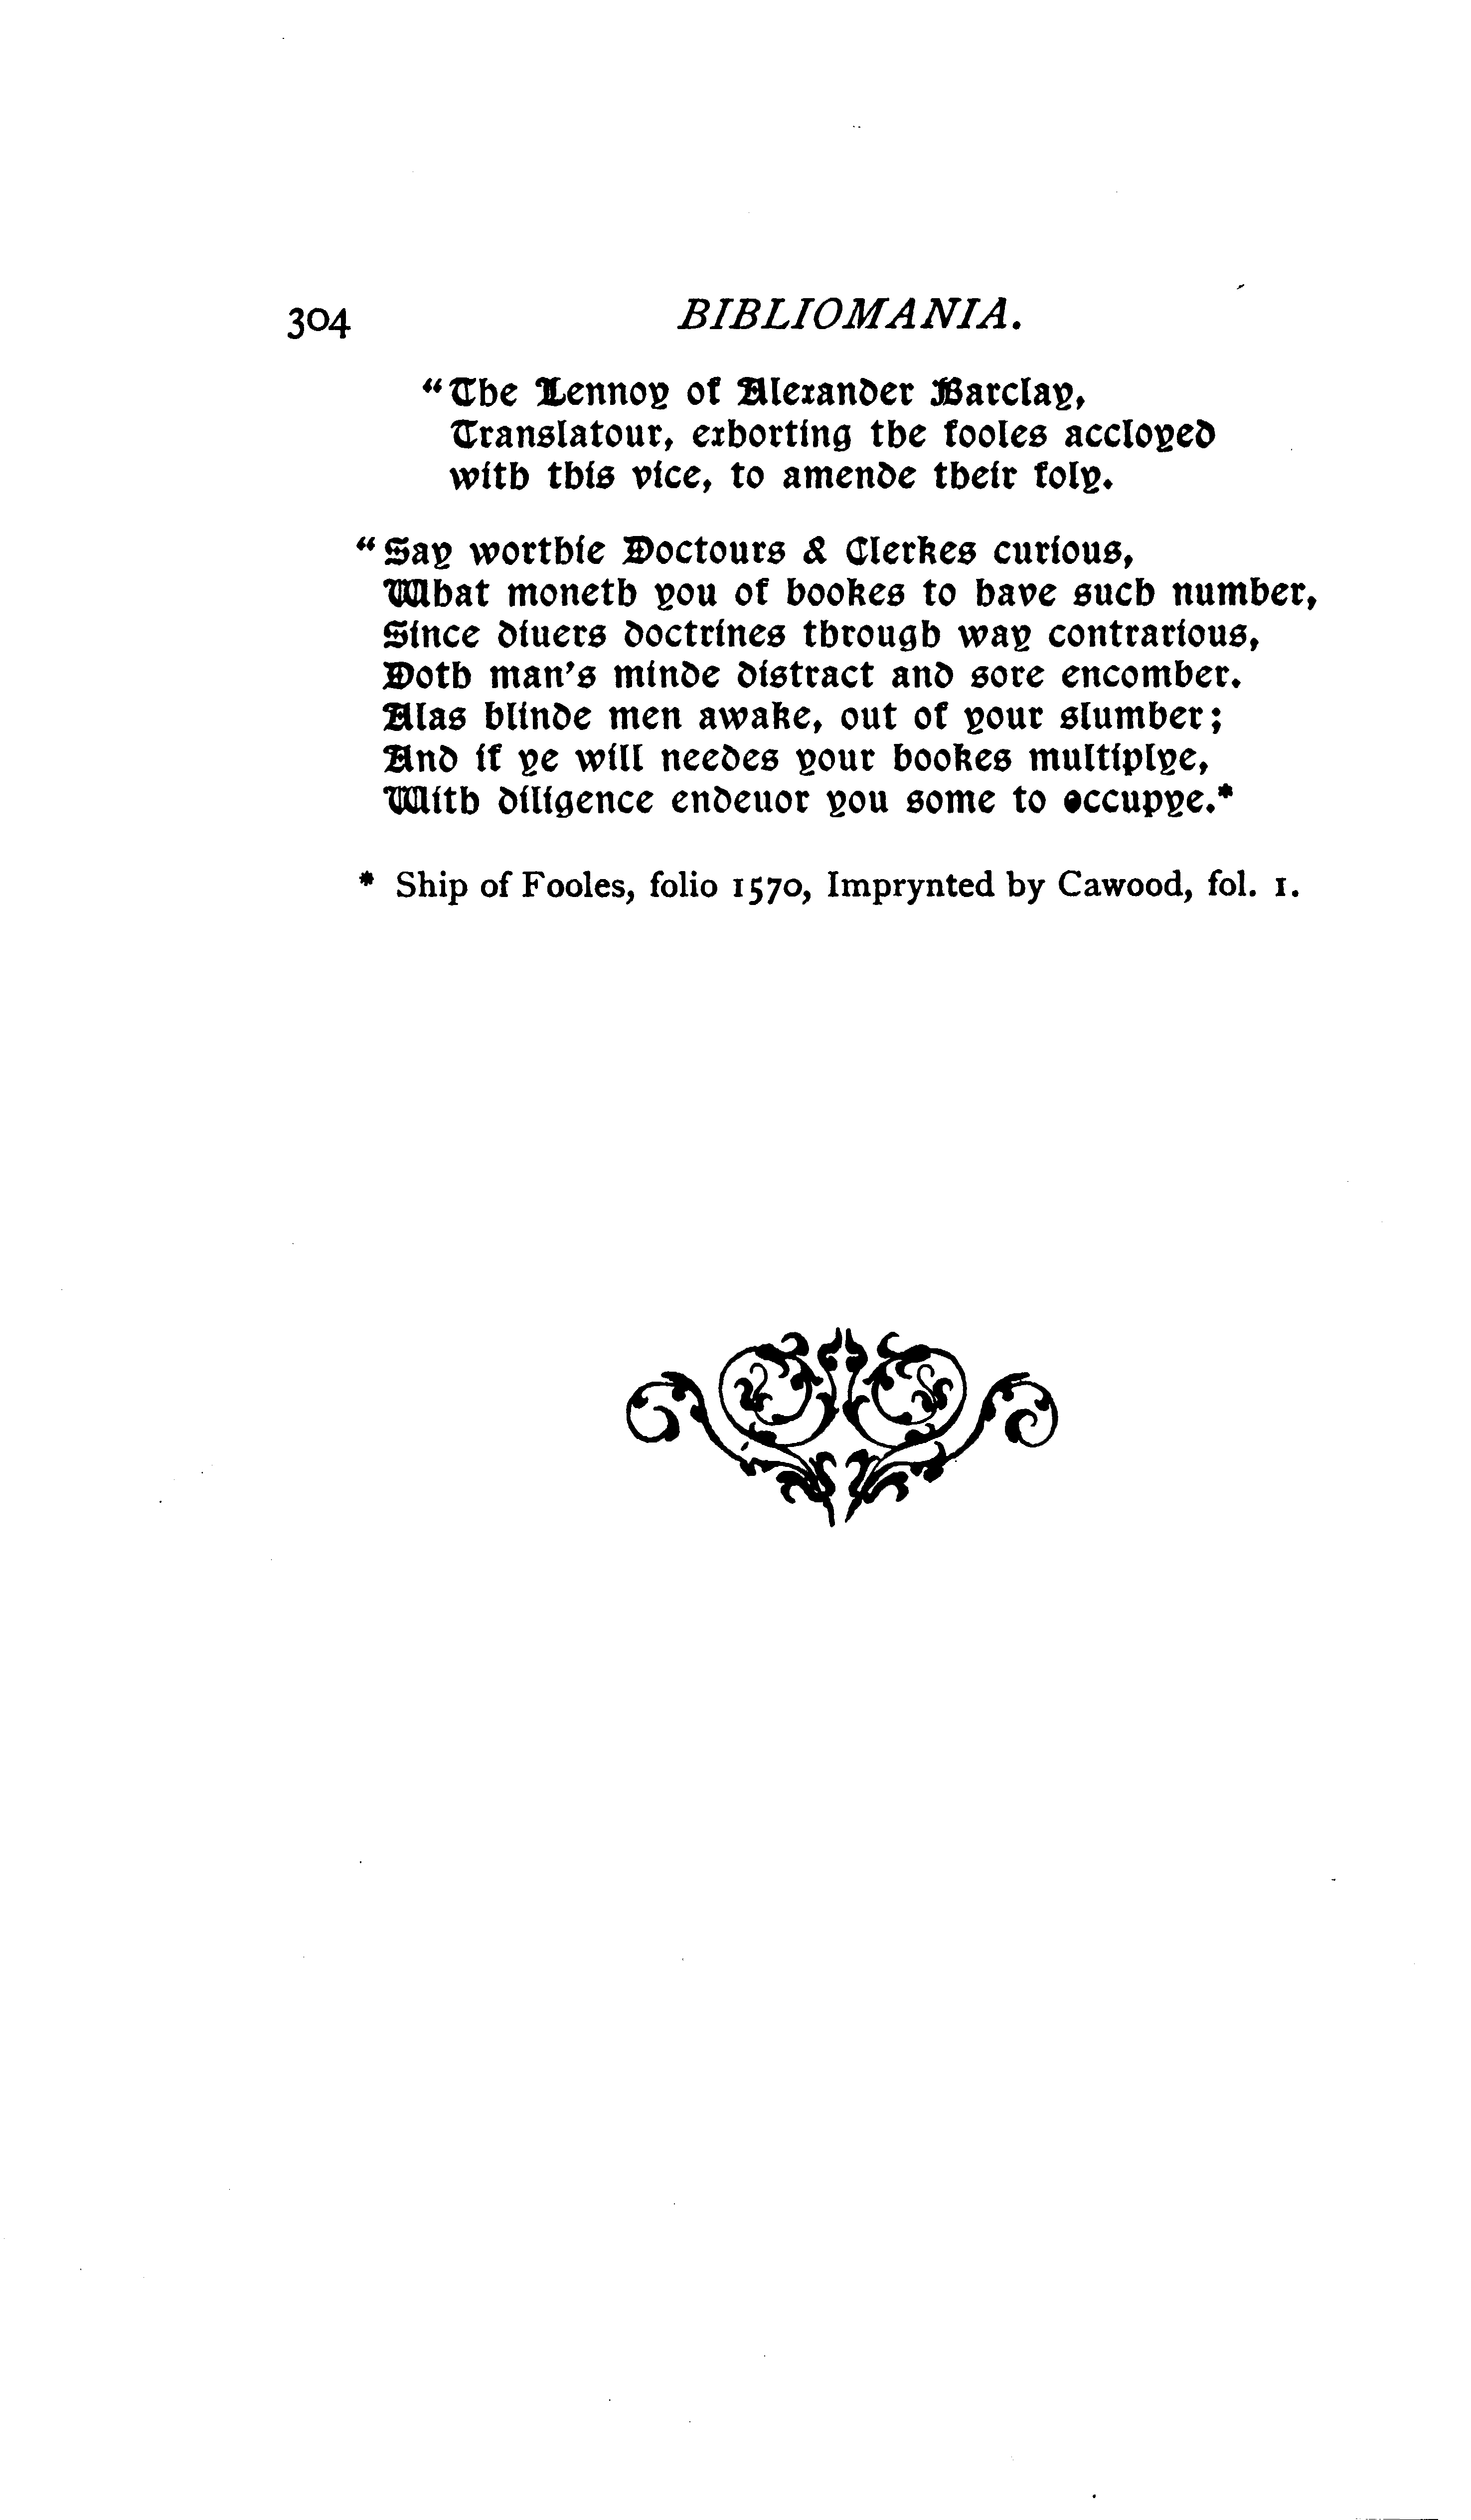 304 BIBLIOMANIA.
“The Lennoy of Alexander Barclay,
Translatour, exhorting the fooles accloyed
with this vice, to amende their foly.
“Say worthie Doctours & Clerkes curious,
What moneth you of bookes to have such number,
Since diuers doctrines through way contrarious,
Doth man's minde distract and sore encomber.
Alas blinde men awake, out of your slumber;
And if ye will needes your bookes multiplye,
With diligence endeuor you some to occuppye.*
* Ship of Fooles, folio 1570, Imprynted by Cawood, fol. 1.